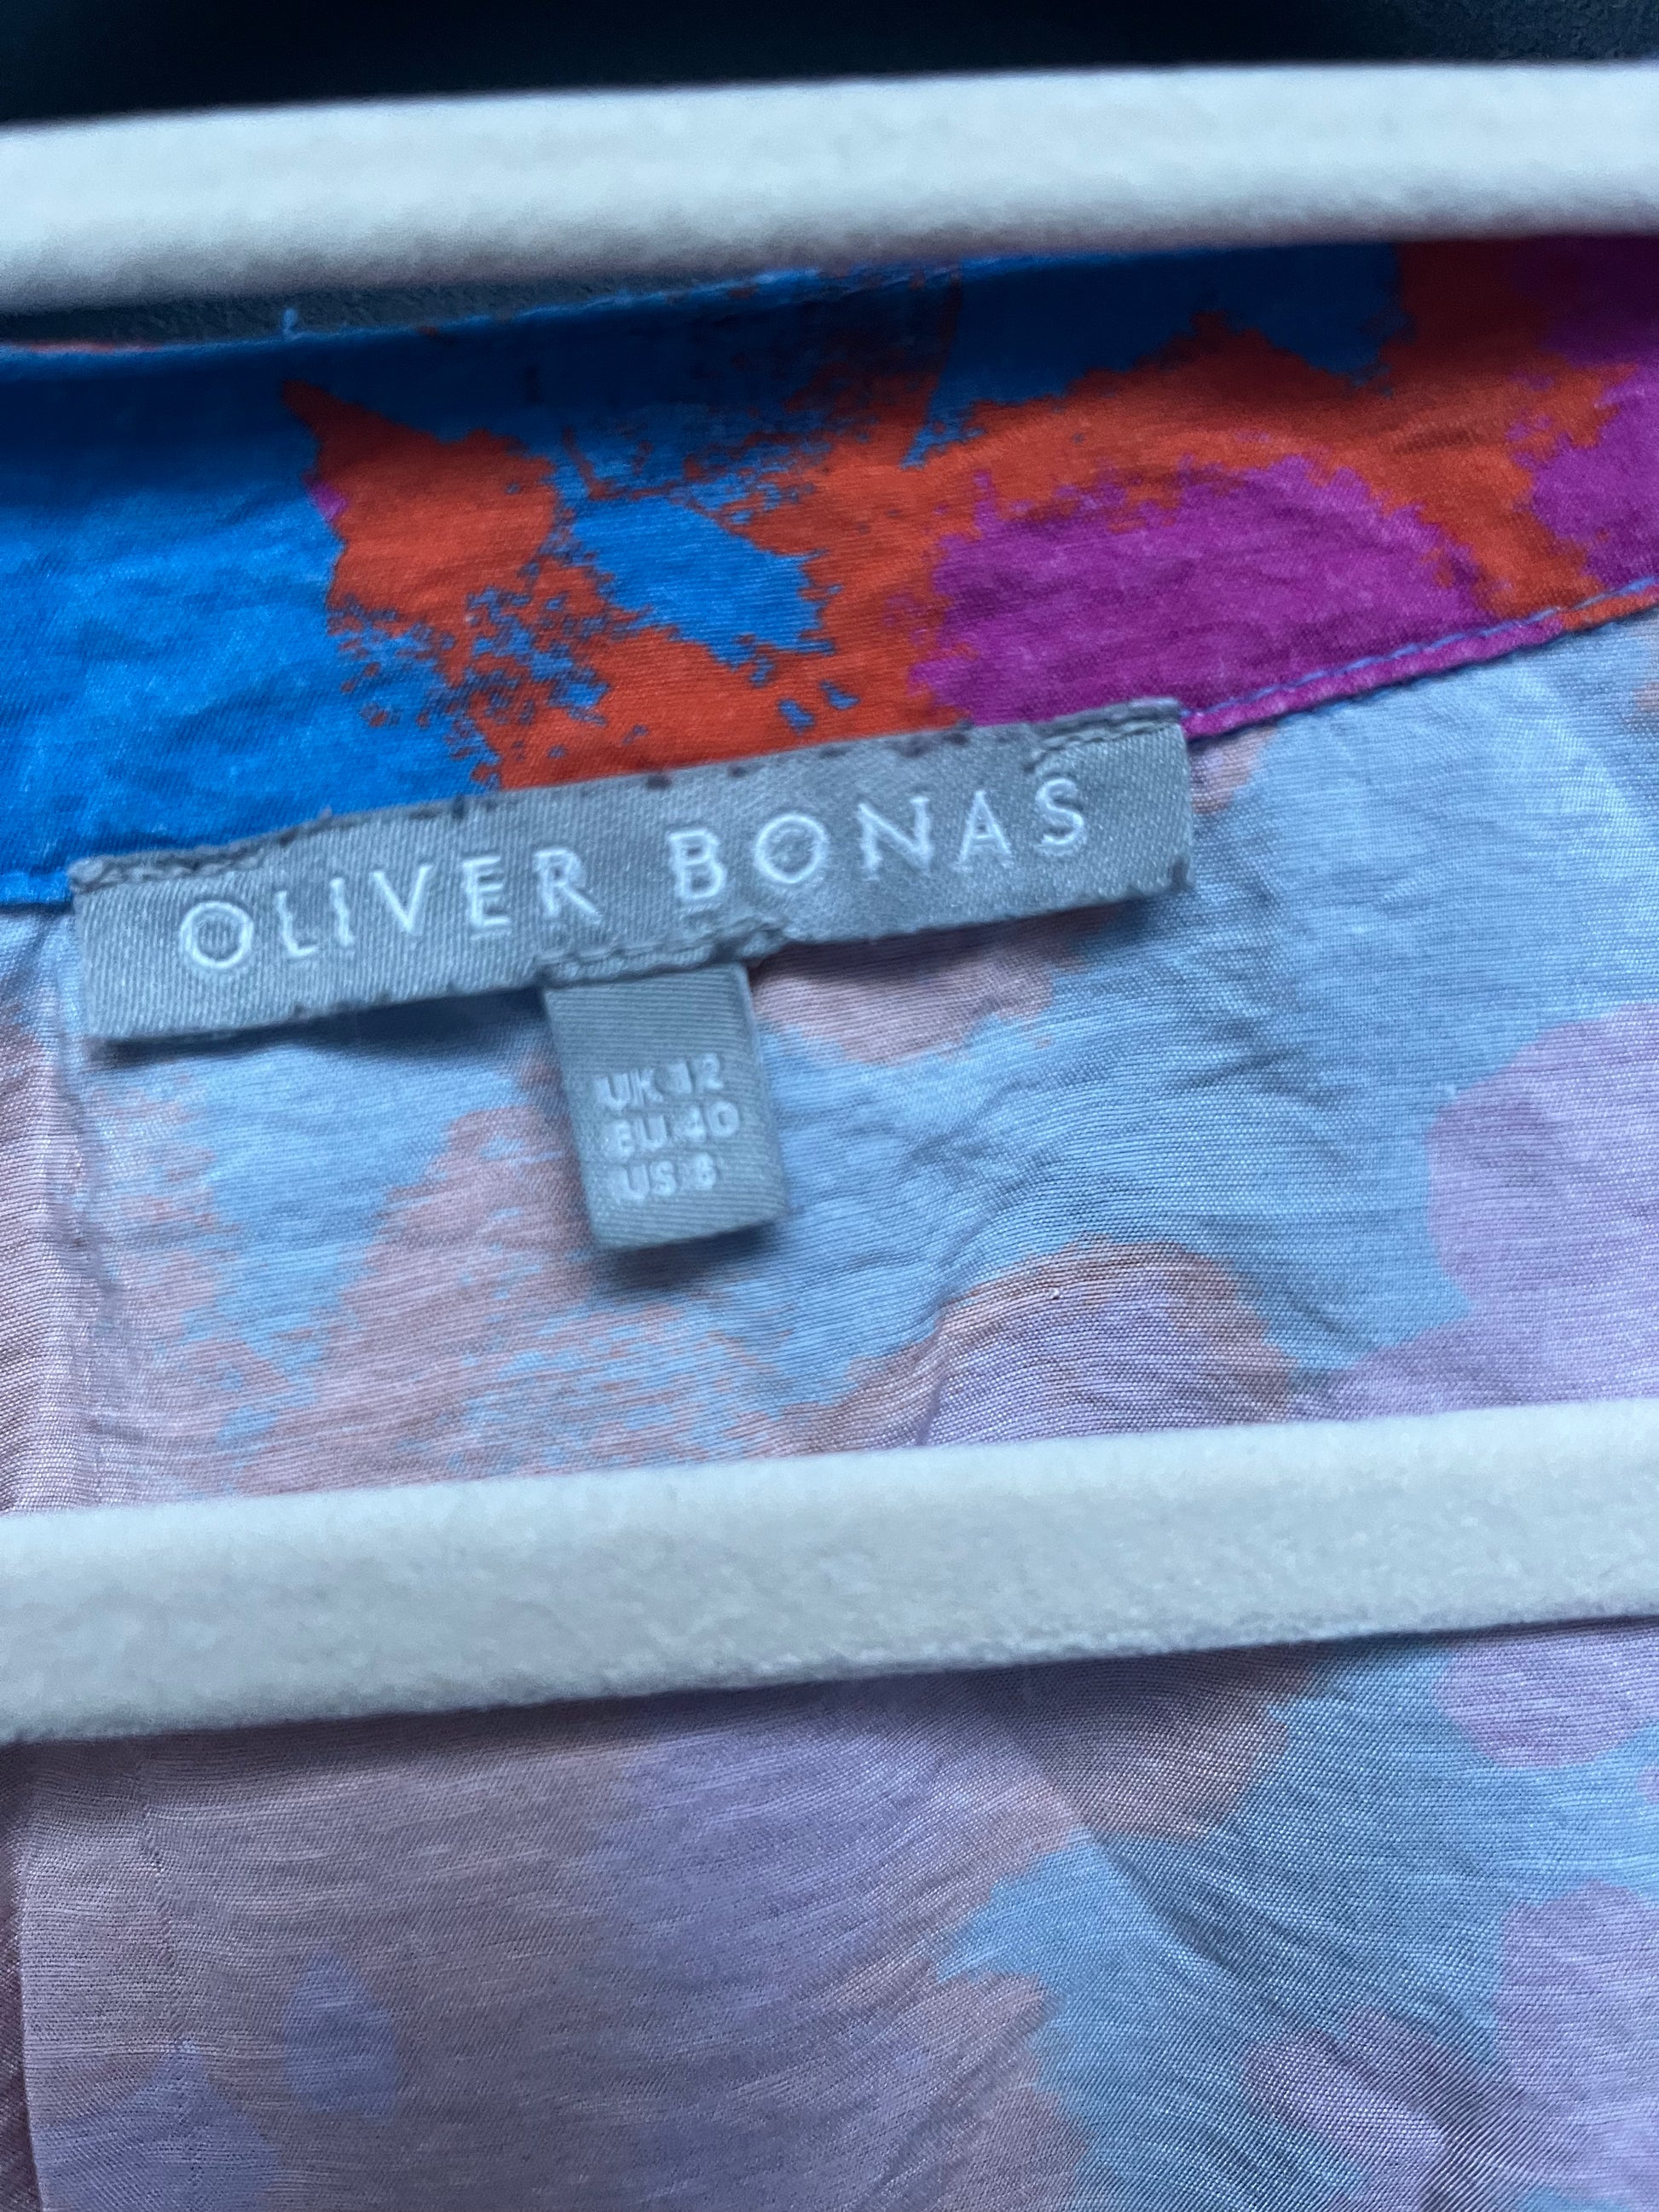 OLIVER BONAS
UK 12
EU 40
US 8